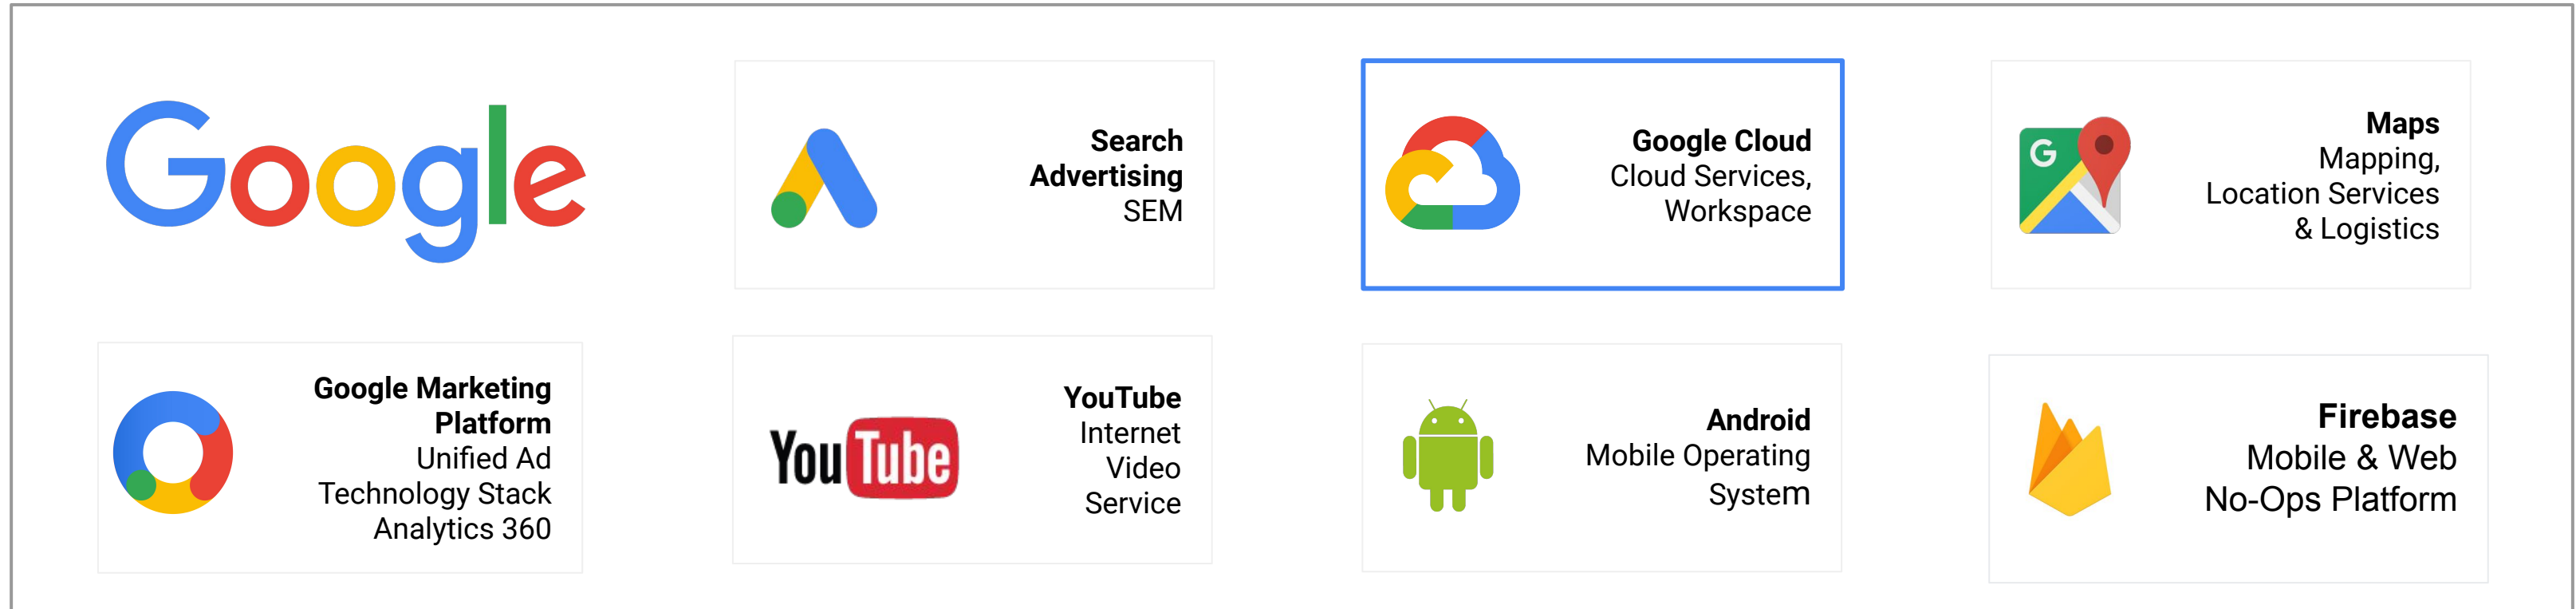 Google
Search
Advertising
SEM
Google Cloud
Cloud Services,
Workspace
G
Maps
Mapping,
Location Services
& Logistics
Google Marketing
Platform
Unified Ad
Technology Stack
Analytics 360
YouTube
YouTube
Internet
Video
Service
Android
Mobile Operating
System
Firebase
Mobile & Web
No-Ops Platform